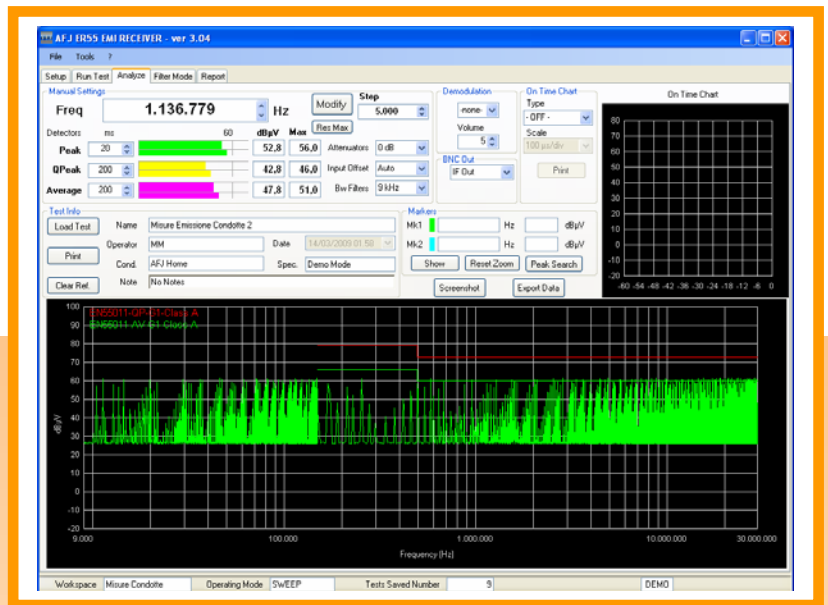 AFJ ER55 EMI RECEIVER - ver 3.04
File Tools ?
Setup Run Test Analyze Filter Mode Report
Manual Settings
Freq 1.136.779 Hz Modify Step 5.000
Detectors ms 60 dBµV Max Res Max
Peak 20 52,8 56,0 Attenuators 0 dB
QPeak 200 42,8 46,0 Input Offset Auto
Average 200 47,8 51,0 Bw Filters 9 kHz
Demodulation
-none-
Volume
5
BNC Out
IF Out
On Time Chart
Type
- OFF -
Scale
100 µs/div
Print
On Time Chart
80
70
60
50
40
30
20
10
0
-10
-20
-60 -54 -48 -42 -36 -30 -24 -18 -12 -6 0
Test Info
Load Test Name Misure Emissione Condotte 2
Operator MM Date 14/03/2009 01.58
Print
Cond. AFJ Home Spec. Demo Mode
Clear Ref. Note No Notes
Markers
Mk1 Hz dBµV
Mk2 Hz dBµV
Show Reset Zoom Peak Search
Screenshot Export Data
EN55011-QP-G1-Class A
EN55011-AV-G1-Class-A
100
90
80
70
60
50
40
30
20
10
0
-10
-20
dBµV
9.000 100.000 1.000.000 10.000.000 30.000.000
Frequency [Hz]
Workspace Misure Condotte Operating Mode SWEEP Tests Saved Number 9 DEMO